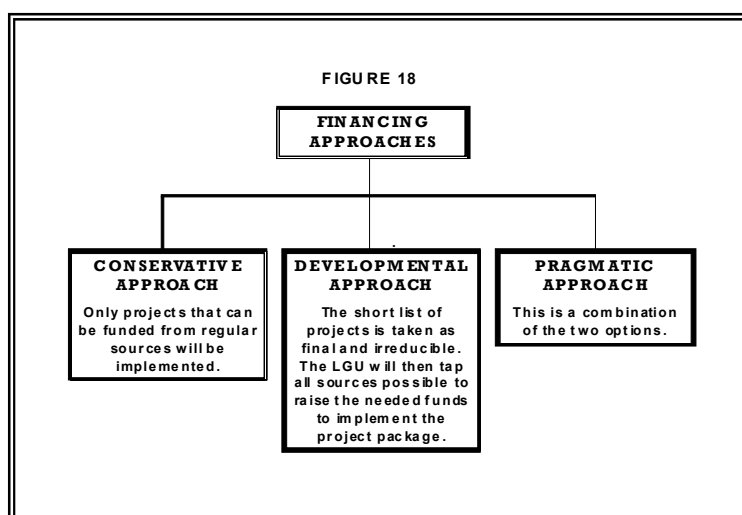 FIGURE 18
FINANCING
APPROACHES
CONSERVATIVE
APPROACH
Only projects that can
be funded from regular
sources will be
implemented.
DEVELOPMENTAL
APPROACH
The short list of
projects is taken as
final and irreducible.
The LGU will then tap
all sources possible to
raise the needed funds
to implement the
project package.
PRAGMATIC
APPROACH
This is a combination
of the two options.